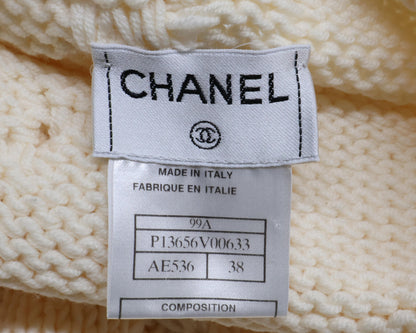 CHANEL
MADE IN ITALY
FABRIQUE EN ITALIE
99A
P13656V00633
AE536 38
COMPOSITION